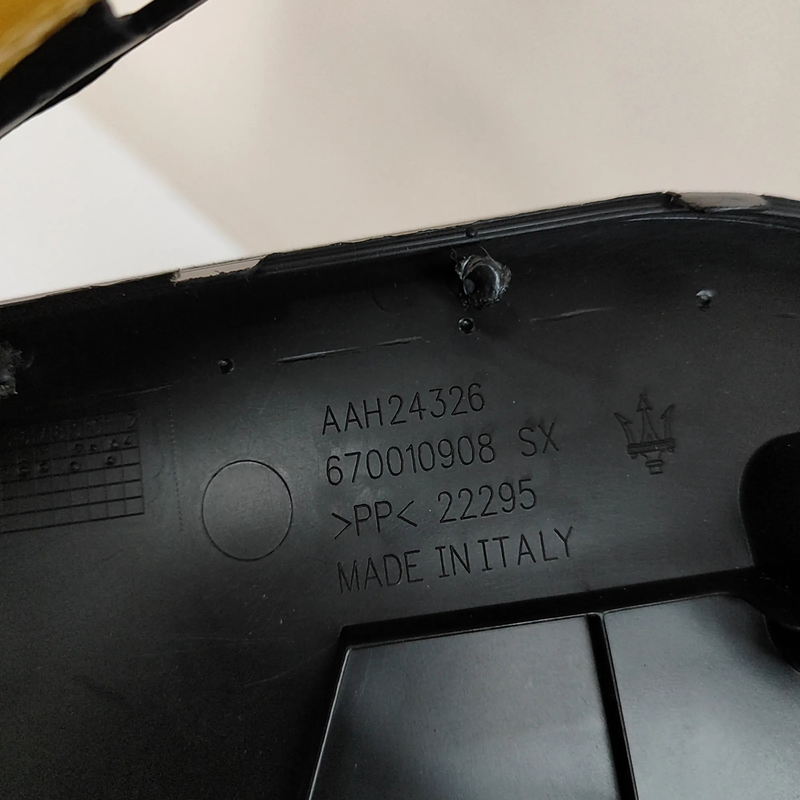 AAH24326
670010908 SX
>PP< 22295
MADE IN ITALY